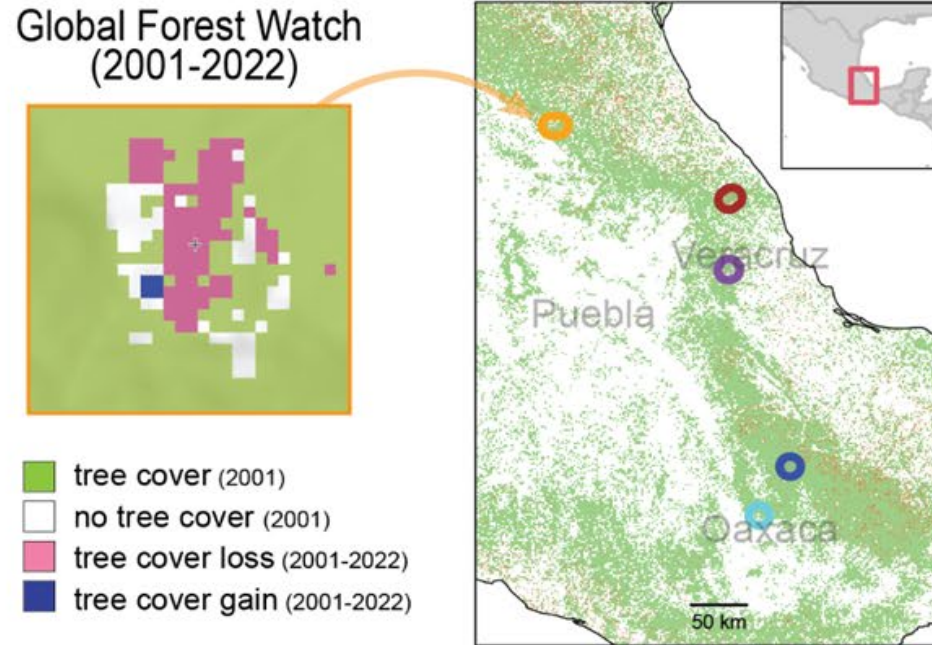 Global Forest Watch
(2001-2022)
tree cover (2001)
no tree cover (2001)
tree cover loss (2001-2022)
tree cover gain (2001-2022)
Veracruz
Puebla
Oaxaca
50 km